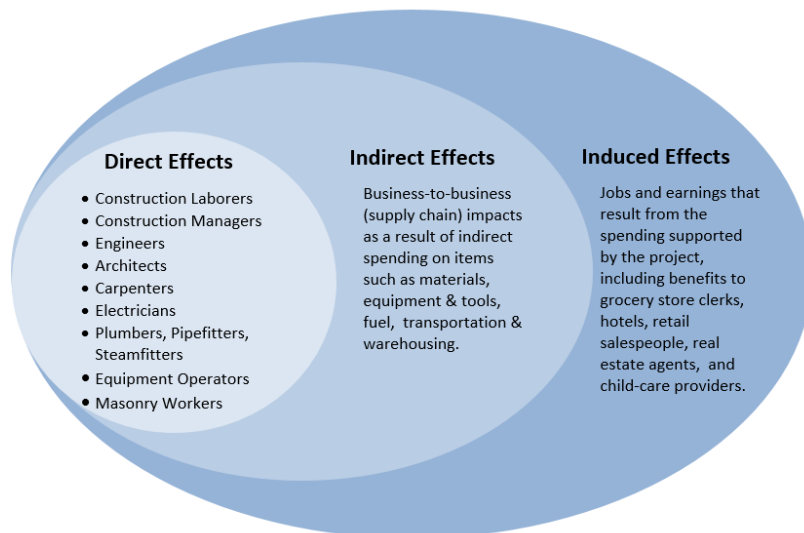 Direct Effects
• Construction Laborers
• Construction Managers
• Engineers
• Architects
• Carpenters
• Electricians
• Plumbers, Pipefitters,
Steamfitters
• Equipment Operators
• Masonry Workers
Indirect Effects
Business-to-business
(supply chain) impacts
as a result of indirect
spending on items
such as materials,
equipment & tools,
fuel, transportation &
warehousing.
Induced Effects
Jobs and earnings that
result from the
spending supported
by the project,
including benefits to
grocery store clerks,
hotels, retail
salespeople, real
estate agents, and
child-care providers.